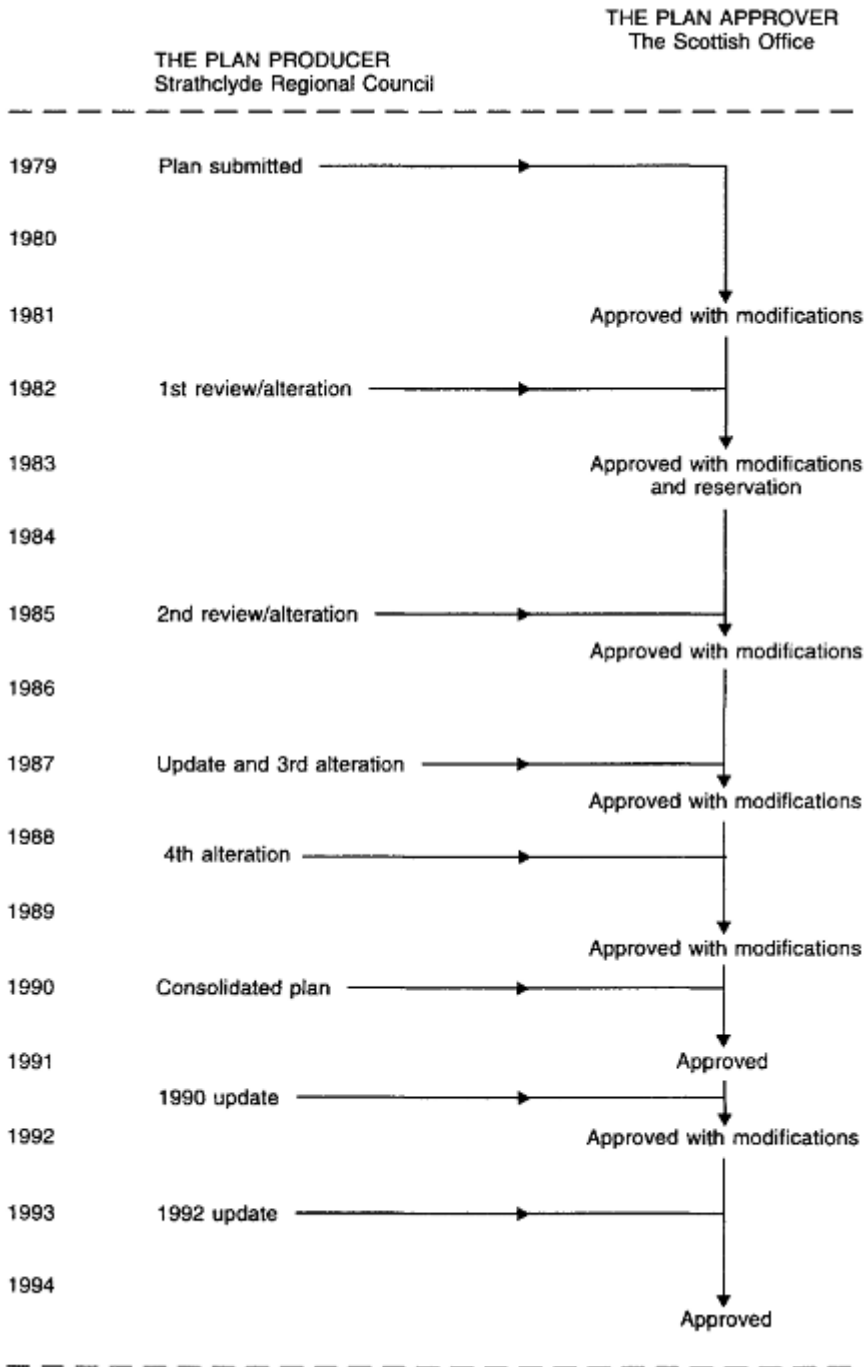 THE PLAN APPROVER
The Scottish Office
THE PLAN PRODUCER
Strathclyde Regional Council
1979 Plan submitted
1980
1981 Approved with modifications
1982 1st review/alteration
1983 Approved with modifications
and reservation
1984
1985 2nd review/alteration
Approved with modifications
1986
1987 Update and 3rd alteration
Approved with modifications
1988
4th alteration
1989
Approved with modifications
1990 Consolidated plan
1991 Approved
1990 update
1992 Approved with modifications
1993 1992 update
1994
Approved